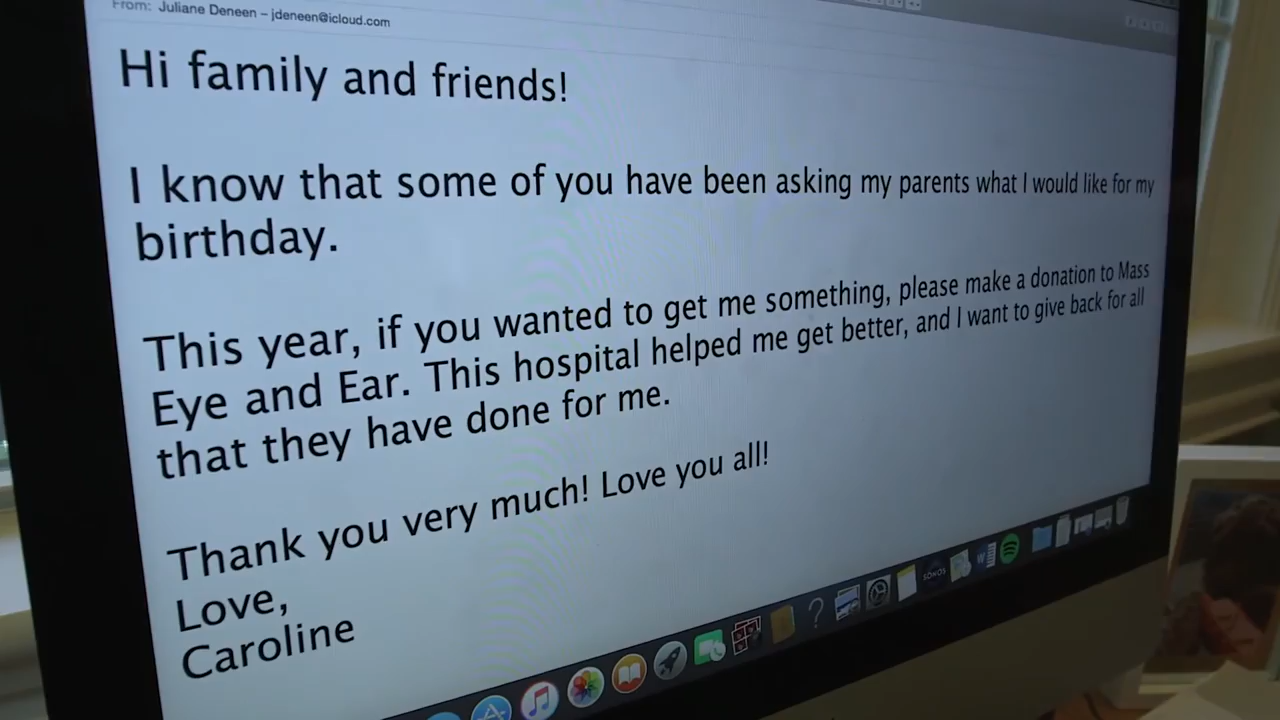 From: Juliane Deneen – jdeneen@icloud.com
Hi family and friends!
I know that some of you have been asking my parents what I would like for my
birthday.
This year, if you wanted to get me something, please make a donation to Mass
Eye and Ear. This hospital helped me get better, and I want to give back for all
that they have done for me.
Thank you very much! Love you all!
Love,
Caroline
SONOS